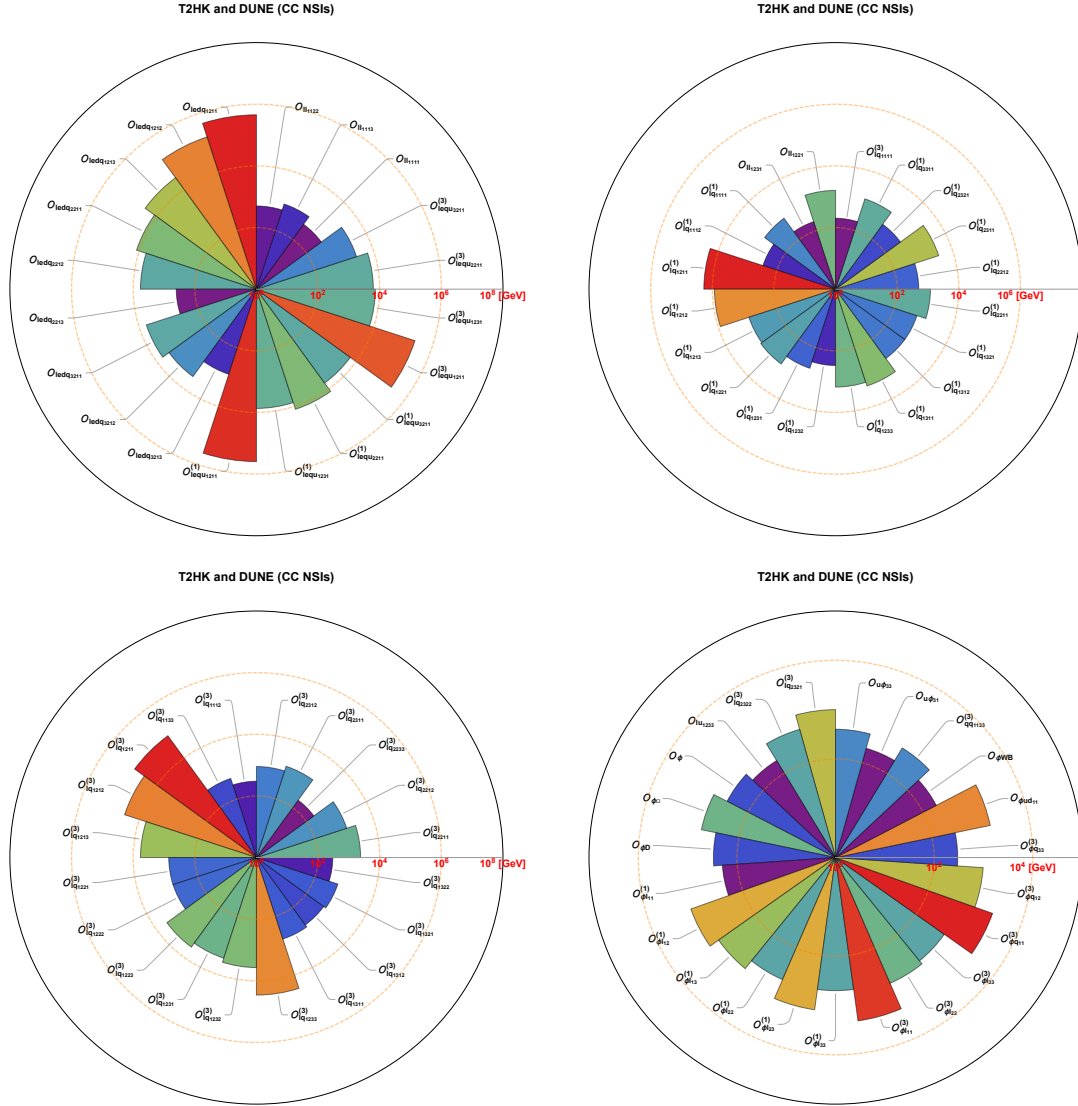 T2HK and DUNE (CC NSIs)
O_ledq1211
O_ll1122
O_ledq1212
O_ll1113
O_ledq1213
O_ll1111
O_ledq2211
O^(3)_lequ3211
O_ledq2212
O^(3)_lequ2211
10^2
10^4
10^6
10^8 [GeV]
O_ledq2213
O^(3)_lequ1231
O_ledq3211
O^(3)_lequ1211
O_ledq3212
O^(1)_lequ3211
O_ledq3213
O^(1)_lequ2211
O^(1)_lequ1211
O^(1)_lequ1231
T2HK and DUNE (CC NSIs)
O_ll1221
O^(3)_lq1111
O_ll1231
O^(1)_lq3311
O^(1)_lq1111
O^(1)_lq2321
O^(1)_lq1112
O^(1)_lq2311
O^(1)_lq1211
O^(1)_lq2212
10^2
10^4
10^6 [GeV]
O^(1)_lq1212
O^(1)_lq2211
O^(1)_lq1213
O^(1)_lq1321
O^(1)_lq1221
O^(1)_lq1312
O^(1)_lq1231
O^(1)_lq1311
O^(1)_lq1232
O^(1)_lq1233
T2HK and DUNE (CC NSIs)
O^(3)_lq1112
O^(3)_lq2312
O^(3)_lq1133
O^(3)_lq2311
O^(3)_lq1211
O^(3)_lq2233
O^(3)_lq1212
O^(3)_lq2212
O^(3)_lq1213
O^(3)_lq2211
10^4
10^6
10^8 [GeV]
O^(3)_lq1221
O^(3)_lq1322
O^(3)_lq1222
O^(3)_lq1321
O^(3)_lq1223
O^(3)_lq1312
O^(3)_lq1231
O^(3)_lq1311
O^(3)_lq1232
O^(3)_lq1233
T2HK and DUNE (CC NSIs)
O^(3)_lq2321
O_uϕ33
O^(3)_lq2322
O_uϕ31
O_lu1233
O^(3)_qq1133
O_ϕ
O_ϕWB
O_ϕ□
O_ϕud11
O_ϕD
O^(3)_ϕq33
10^4 [GeV]
O^(1)_ϕl11
O^(3)_ϕq12
O^(1)_ϕl12
O^(3)_ϕq11
O^(1)_ϕl13
O^(3)_ϕl33
O^(1)_ϕl22
O^(3)_ϕl22
O^(1)_ϕl23
O^(3)_ϕl11
O^(1)_ϕl33